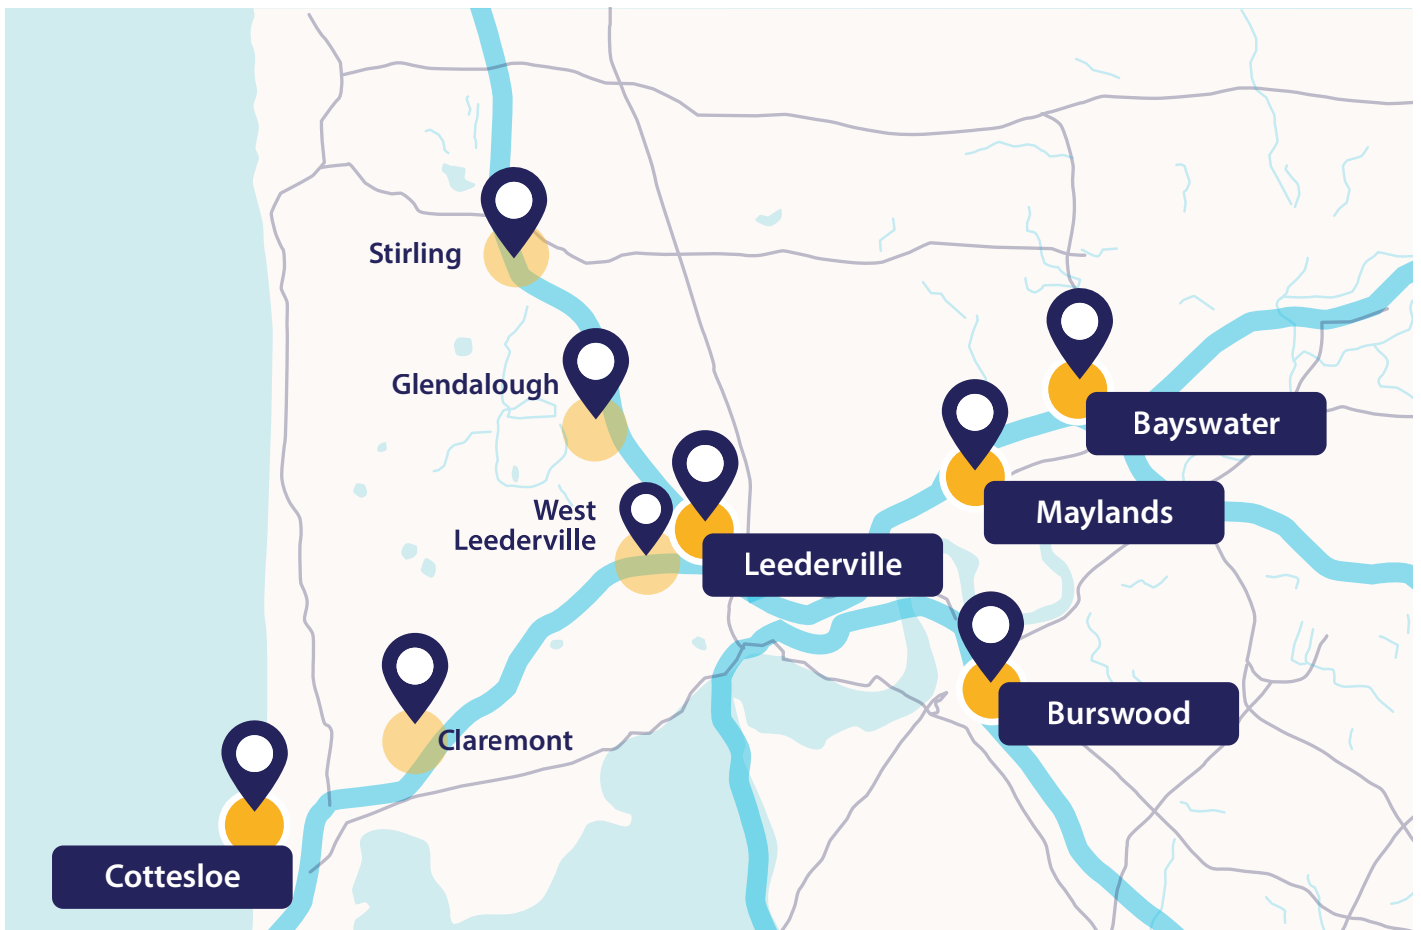 Stirling
Glendalough
Bayswater
West
Leederville
Maylands
Leederville
Burswood
Claremont
Cottesloe